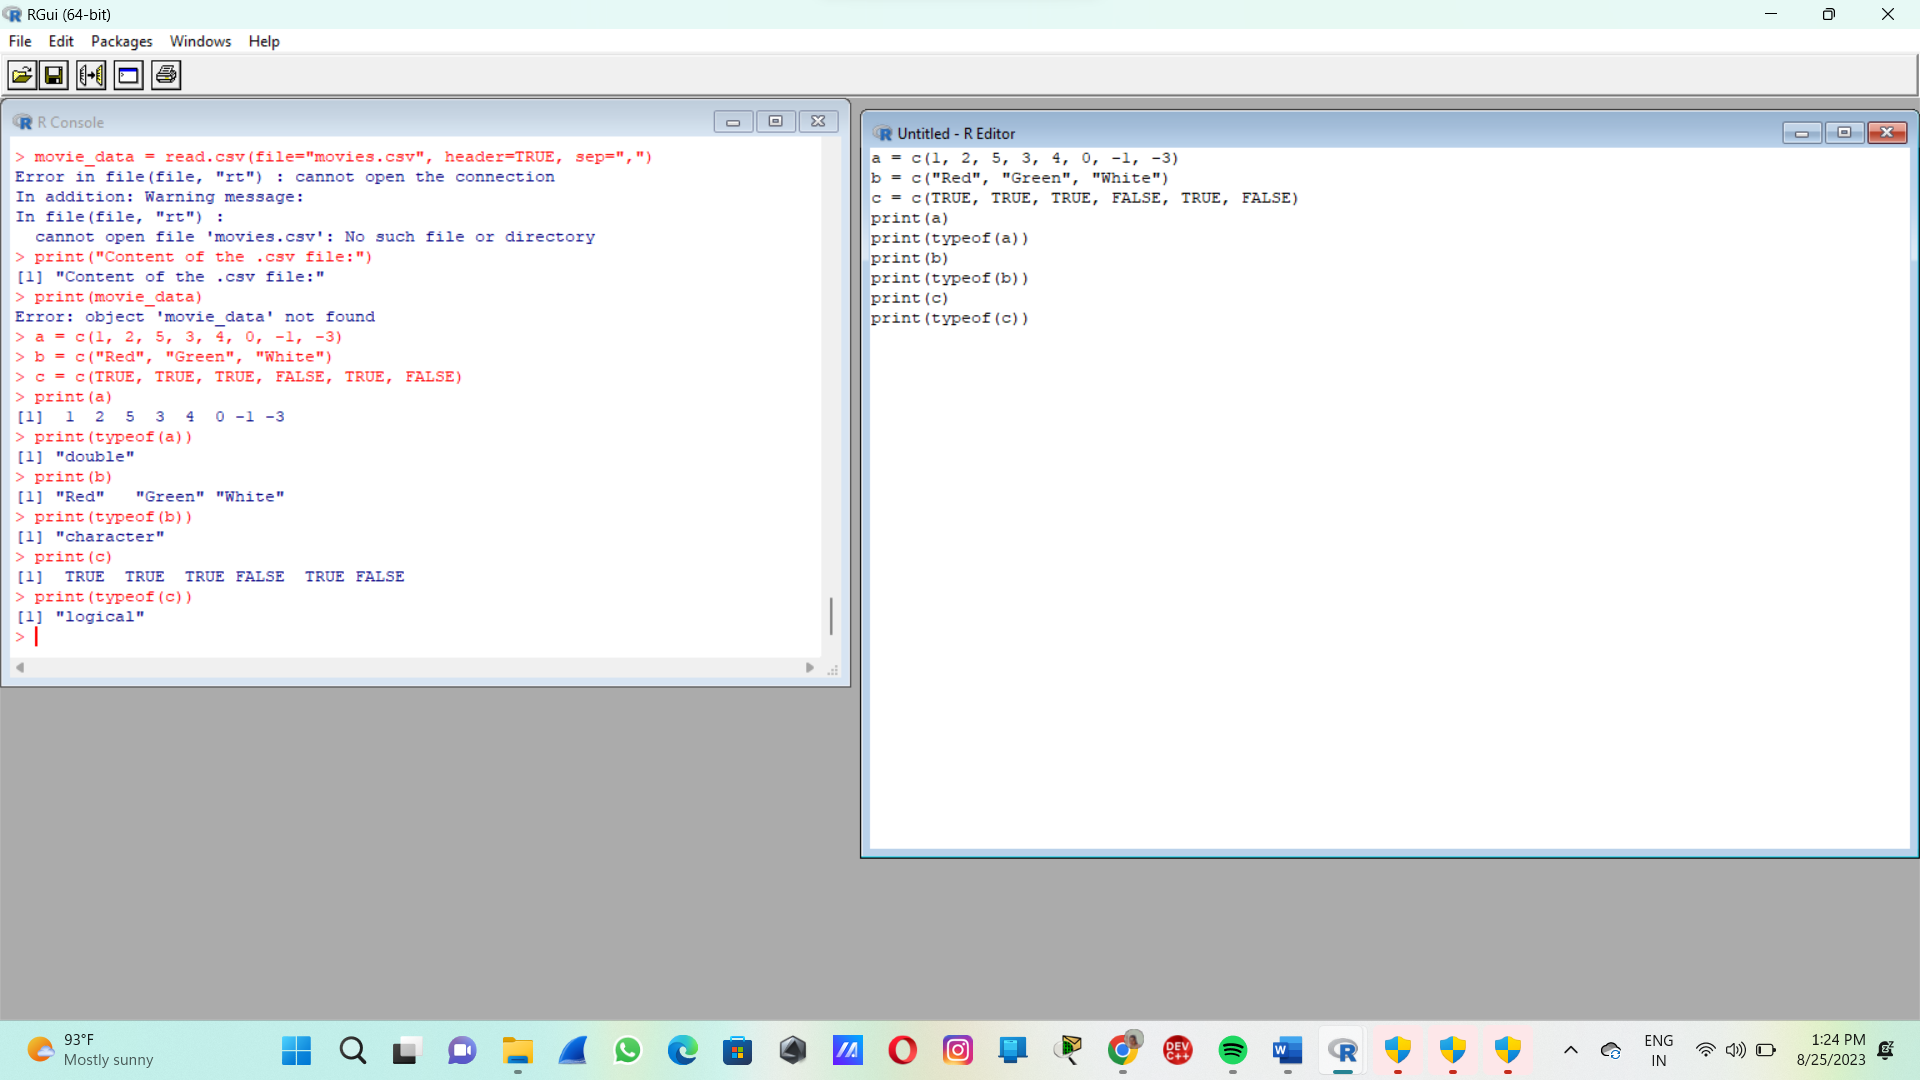 RGui (64-bit)
File Edit Packages Windows Help
R Console
> movie_data = read.csv(file="movies.csv", header=TRUE, sep=",")
Error in file(file, "rt") : cannot open the connection
In addition: Warning message:
In file(file, "rt") :
  cannot open file 'movies.csv': No such file or directory
> print("Content of the .csv file:")
[1] "Content of the .csv file:"
> print(movie_data)
Error: object 'movie_data' not found
> a = c(1, 2, 5, 3, 4, 0, -1, -3)
> b = c("Red", "Green", "White")
> c = c(TRUE, TRUE, TRUE, FALSE, TRUE, FALSE)
> print(a)
[1]  1  2  5  3  4  0 -1 -3
> print(typeof(a))
[1] "double"
> print(b)
[1] "Red"   "Green" "White"
> print(typeof(b))
[1] "character"
> print(c)
[1]  TRUE  TRUE  TRUE FALSE  TRUE FALSE
> print(typeof(c))
[1] "logical"
>
Untitled - R Editor
a = c(1, 2, 5, 3, 4, 0, -1, -3)
b = c("Red", "Green", "White")
c = c(TRUE, TRUE, TRUE, FALSE, TRUE, FALSE)
print(a)
print(typeof(a))
print(b)
print(typeof(b))
print(c)
print(typeof(c))
93°F
Mostly sunny
DEV
C++
ENG
IN
1:24 PM
8/25/2023